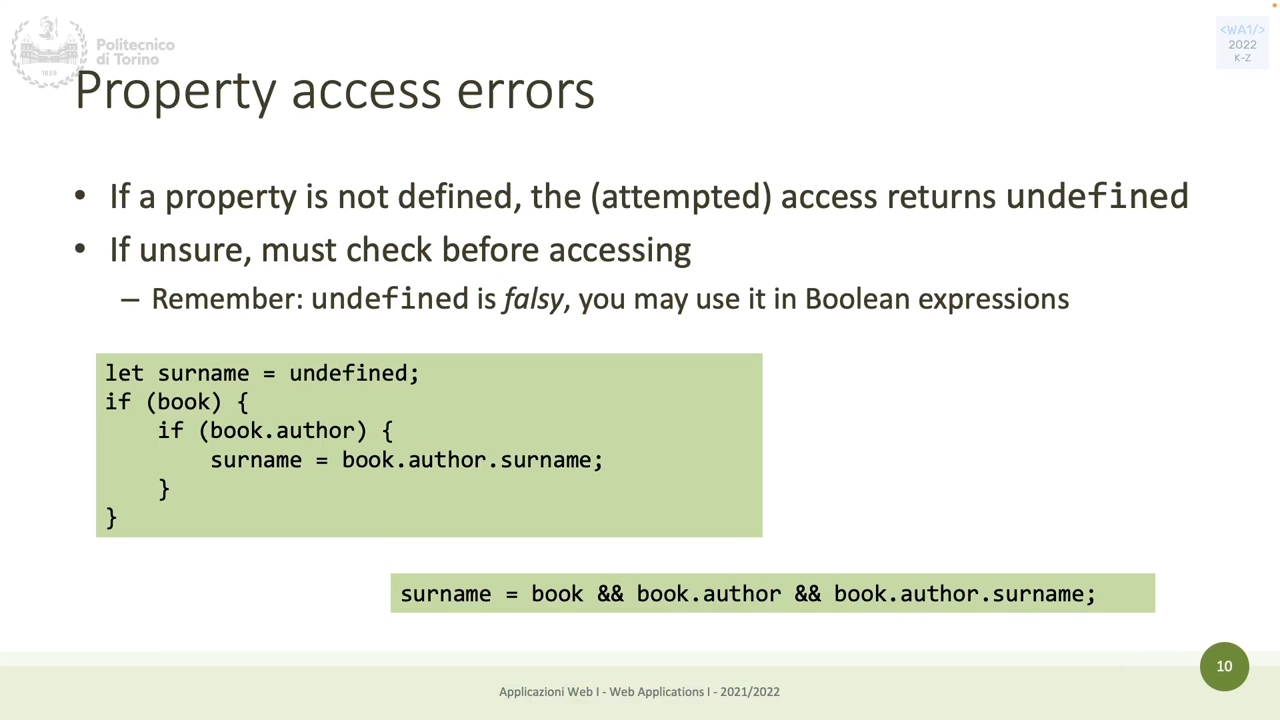 Politecnico
di Torino
1859
<WA1/>
2022
K-Z
Property access errors
• If a property is not defined, the (attempted) access returns undefined
• If unsure, must check before accessing
– Remember: undefined is falsy, you may use it in Boolean expressions
let surname = undefined;
if (book) {
    if (book.author) {
        surname = book.author.surname;
    }
}
surname = book && book.author && book.author.surname;
10
Applicazioni Web I - Web Applications I - 2021/2022